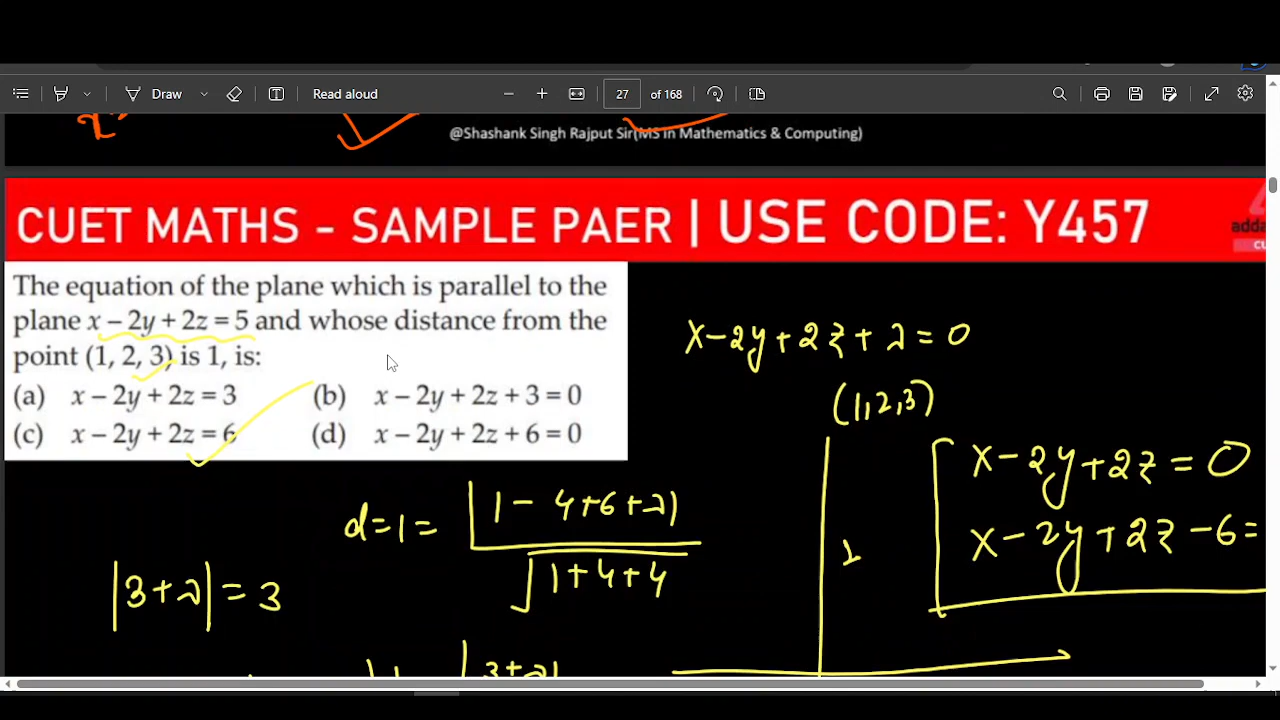 Draw
Read aloud
27 of 168
@Shashank Singh Rajput Sir(MS in Mathematics & Computing)
CUET MATHS - SAMPLE PAER | USE CODE: Y457
adda
CU
The equation of the plane which is parallel to the
plane x – 2y + 2z = 5 and whose distance from the
point (1, 2, 3) is 1, is:
(a) x – 2y + 2z = 3 (b) x – 2y + 2z + 3 = 0
(c) x – 2y + 2z = 6 (d) x – 2y + 2z + 6 = 0
x-2y+2z+λ=0
(1,2,3)
x-2y+2z=0
x-2y+2z-6=
d=1= |1-4+6+λ| / √1+4+4
|3+λ|=3
|3+λ|